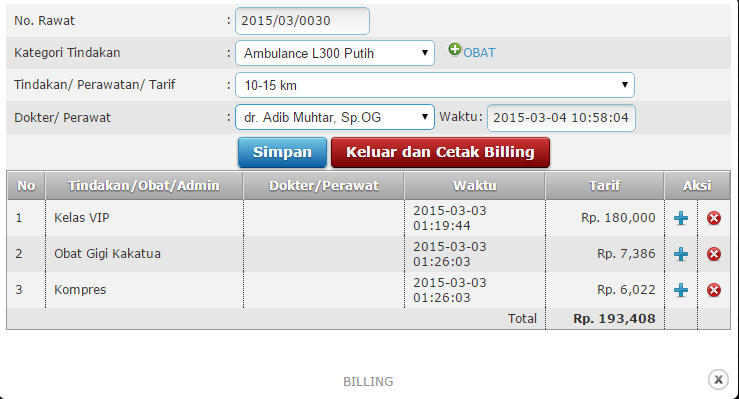 No. Rawat : 2015/03/0030
Kategori Tindakan : Ambulance L300 Putih OBAT
Tindakan/ Perawatan/ Tarif : 10-15 km
Dokter/ Perawat : dr. Adib Muhtar, Sp.OG Waktu: 2015-03-04 10:58:04
Simpan Keluar dan Cetak Billing
No Tindakan/Obat/Admin Dokter/Perawat Waktu Tarif Aksi
1 Kelas VIP 2015-03-03 01:19:44 Rp. 180,000
2 Obat Gigi Kakatua 2015-03-03 01:26:03 Rp. 7,386
3 Kompres 2015-03-03 01:26:03 Rp. 6,022
Total Rp. 193,408
BILLING X